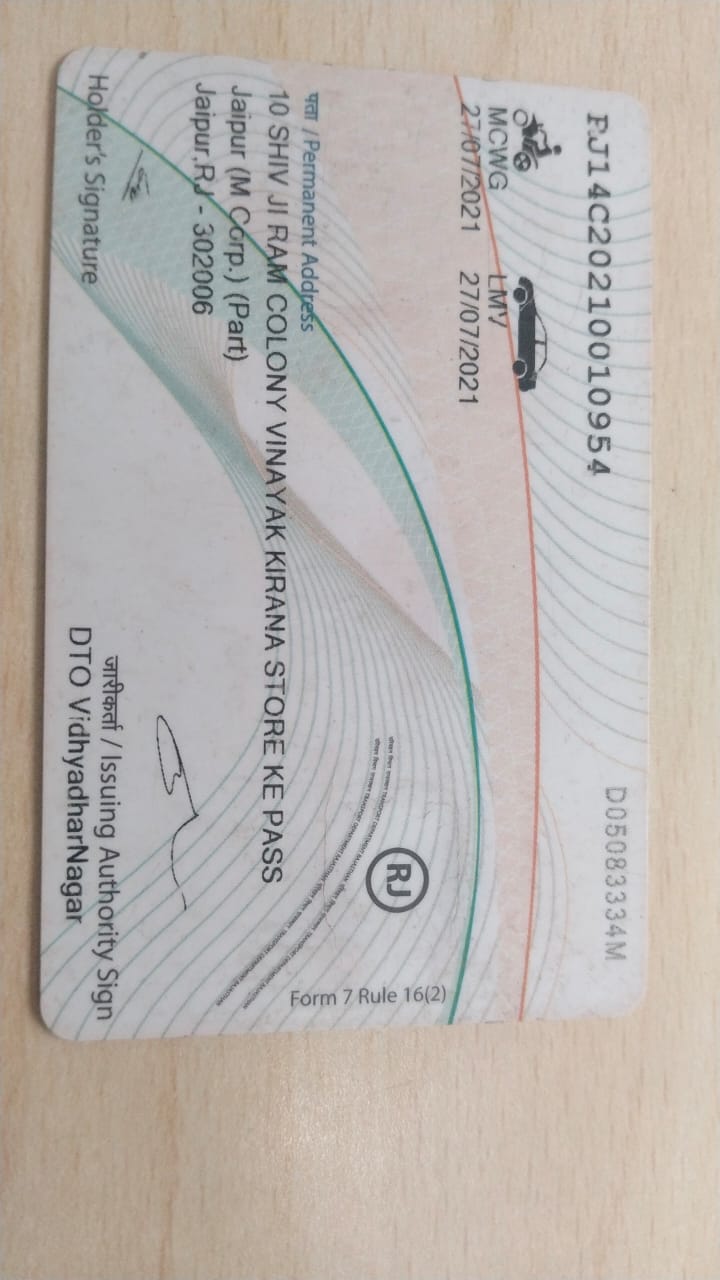 RJ14C20210010954 D05083334M
MCWG LMV
27/07/2021 27/07/2021
RJ
पता / Permanent Address
10 SHIV JI RAM COLONY VINAYAK KIRANA STORE KE PASS
Jaipur (M Corp.) (Part)
Jaipur,RJ - 302006
Form 7 Rule 16(2)
Holder's Signature
जारीकर्ता / Issuing Authority Sign
DTO VidhyadharNagar